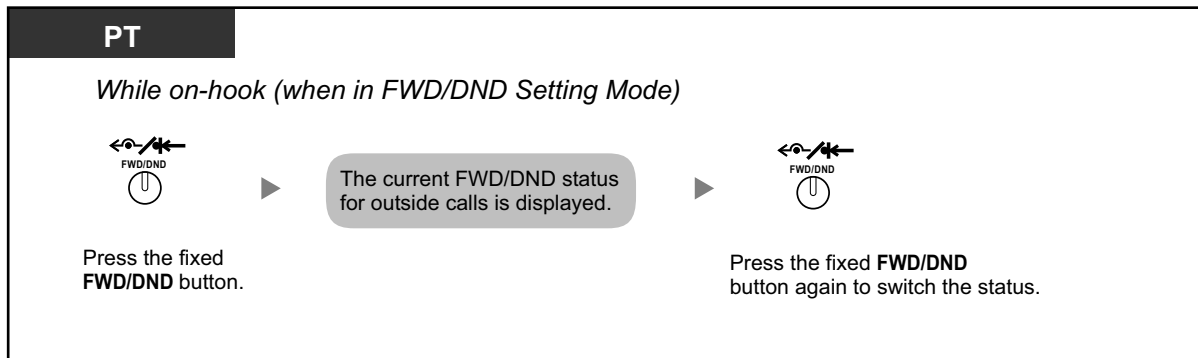 PT
While on-hook (when in FWD/DND Setting Mode)
FWD/DND
The current FWD/DND status
for outside calls is displayed.
FWD/DND
Press the fixed
FWD/DND button.
Press the fixed FWD/DND
button again to switch the status.